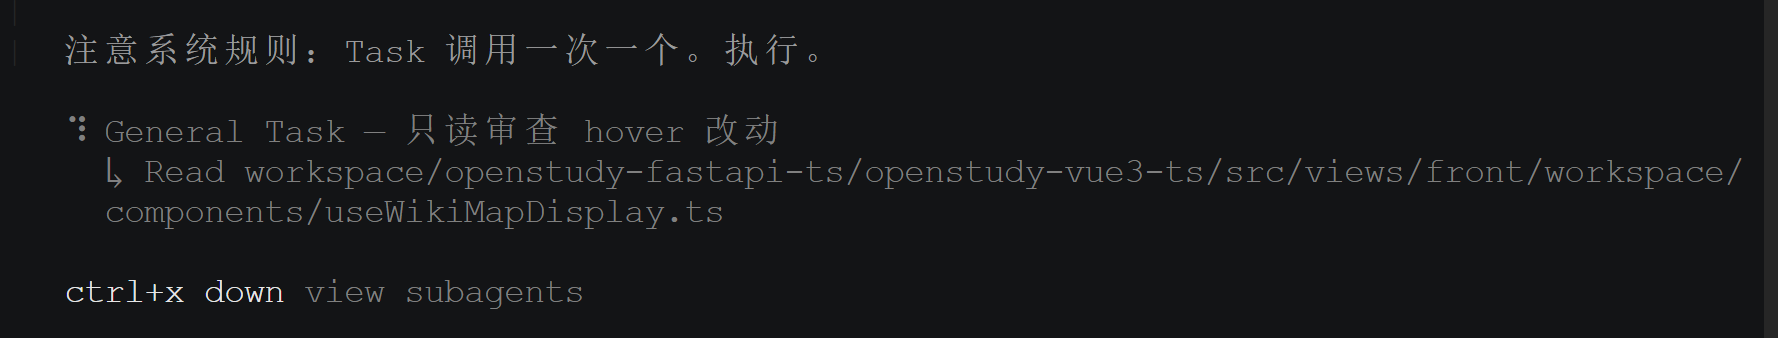 注意系统规则：Task 调用一次一个。执行。
General Task — 只读审查 hover 改动
↳ Read workspace/openstudy-fastapi-ts/openstudy-vue3-ts/src/views/front/workspace/
components/useWikiMapDisplay.ts
ctrl+x down view subagents